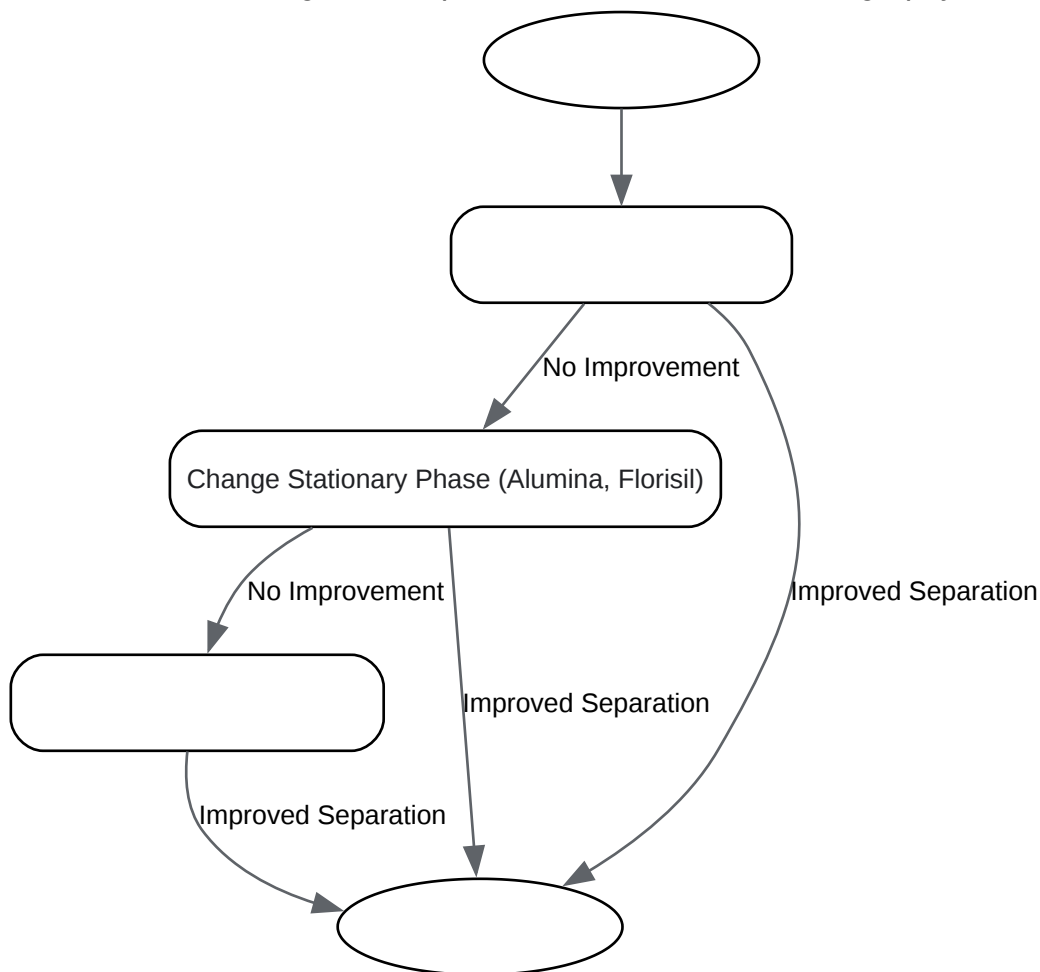 No Improvement
Change Stationary Phase (Alumina, Florisil)
No Improvement
Improved Separation
Improved Separation
Improved Separation